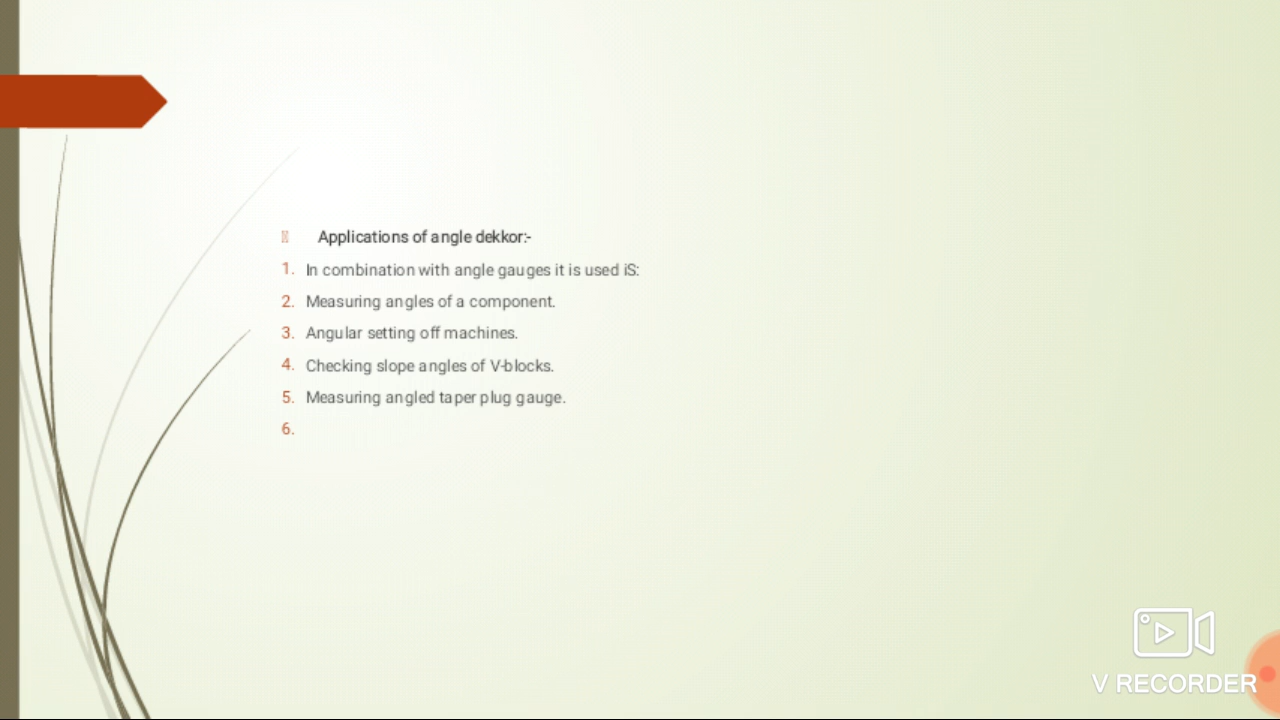 Applications of angle dekkor:-
1. In combination with angle gauges it is used iS:
2. Measuring angles of a component.
3. Angular setting off machines.
4. Checking slope angles of V-blocks.
5. Measuring angled taper plug gauge.
6.
V RECORDER